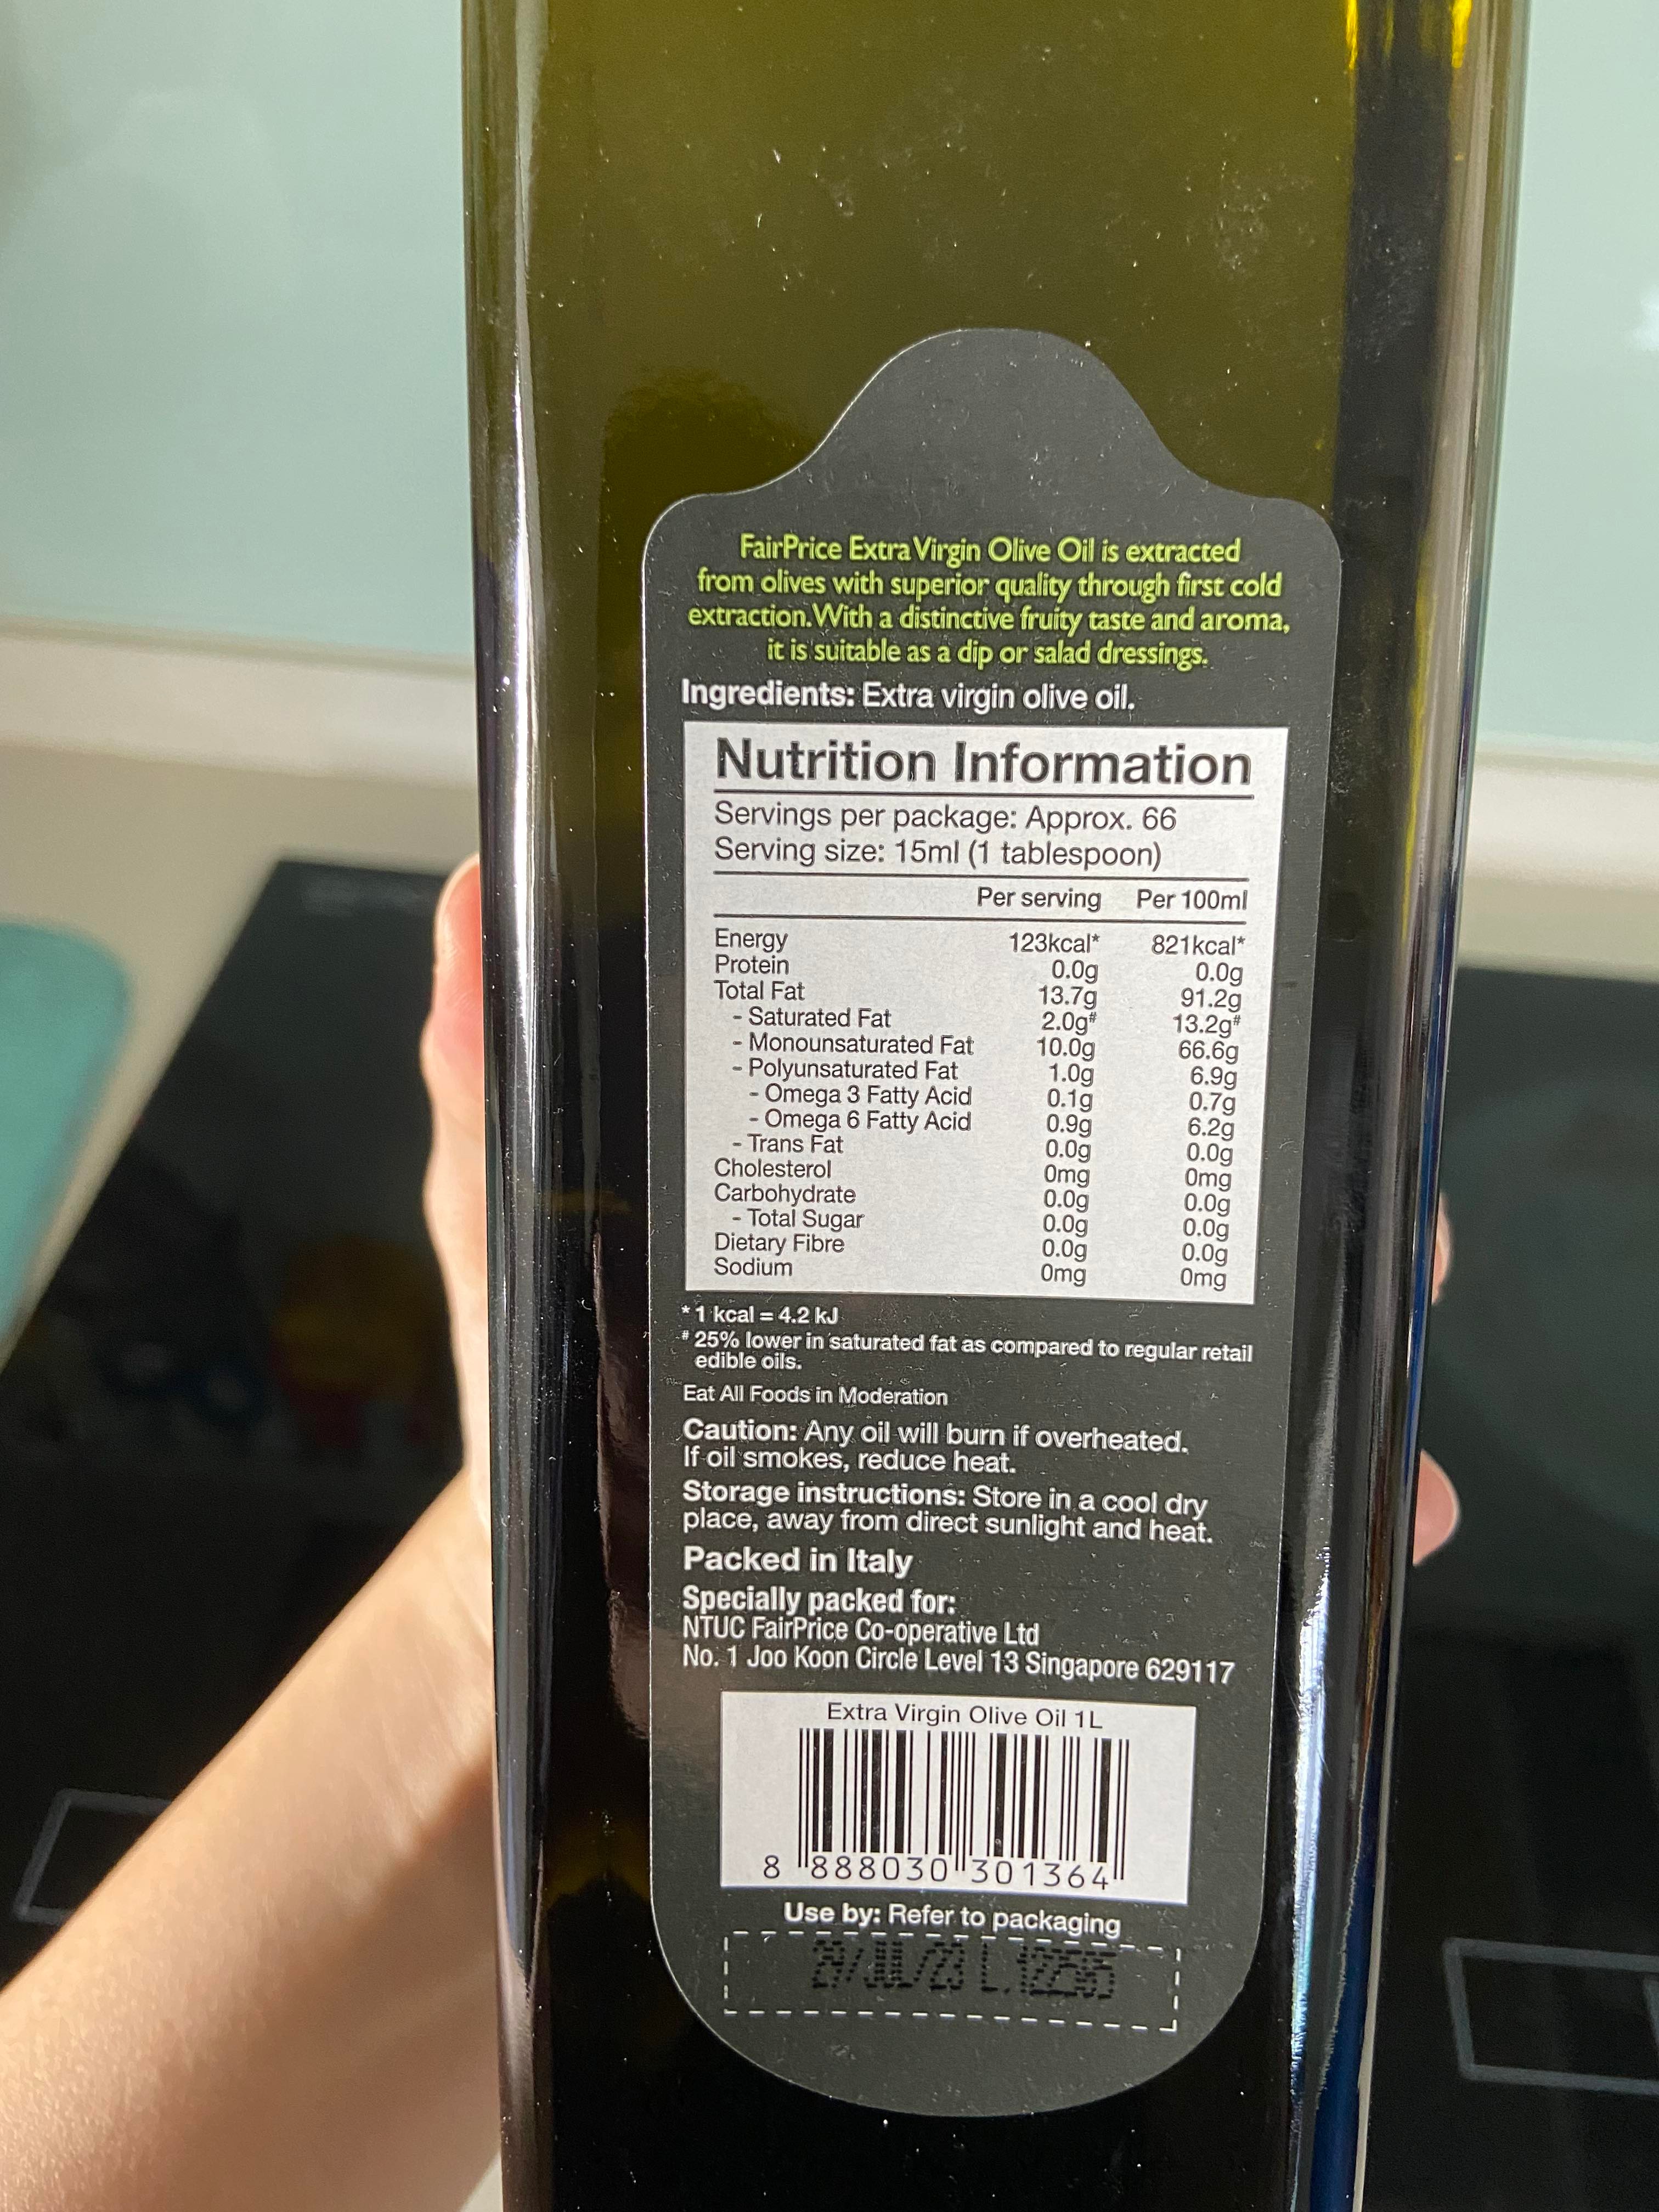 FairPrice Extra Virgin Olive Oil is extracted
from olives with superior quality through first cold
extraction. With a distinctive fruity taste and aroma,
it is suitable as a dip or salad dressings.
Ingredients: Extra virgin olive oil.
Nutrition Information
Servings per package: Approx. 66
Serving size: 15ml (1 tablespoon)
Per serving Per 100ml
Energy 123kcal* 821kcal*
Protein 0.0g 0.0g
Total Fat 13.7g 91.2g
- Saturated Fat 2.0g# 13.2g#
- Monounsaturated Fat 10.0g 66.6g
- Polyunsaturated Fat 1.0g 6.9g
- Omega 3 Fatty Acid 0.1g 0.7g
- Omega 6 Fatty Acid 0.9g 6.2g
- Trans Fat 0.0g 0.0g
Cholesterol 0mg 0mg
Carbohydrate 0.0g 0.0g
- Total Sugar 0.0g 0.0g
Dietary Fibre 0.0g 0.0g
Sodium 0mg 0mg
* 1 kcal = 4.2 kJ
# 25% lower in saturated fat as compared to regular retail
edible oils.
Eat All Foods in Moderation
Caution: Any oil will burn if overheated.
If oil smokes, reduce heat.
Storage instructions: Store in a cool dry
place, away from direct sunlight and heat.
Packed in Italy
Specially packed for:
NTUC FairPrice Co-operative Ltd
No. 1 Joo Koon Circle Level 13 Singapore 629117
Extra Virgin Olive Oil 1L
8 888030 301364
Use by: Refer to packaging